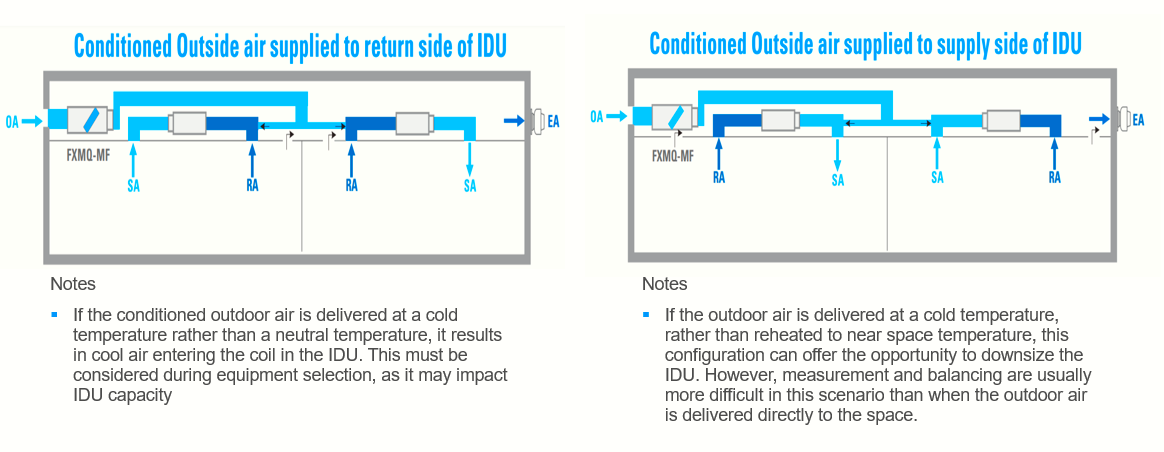 Conditioned Outside air supplied to return side of IDU
OA
EA
FXMQ-MF
SA
RA
RA
SA
Notes
▪ If the conditioned outdoor air is delivered at a cold
temperature rather than a neutral temperature, it results
in cool air entering the coil in the IDU. This must be
considered during equipment selection, as it may impact
IDU capacity
Conditioned Outside air supplied to supply side of IDU
OA
EA
FXMQ-MF
RA
SA
SA
RA
Notes
▪ If the outdoor air is delivered at a cold temperature,
rather than reheated to near space temperature, this
configuration can offer the opportunity to downsize the
IDU. However, measurement and balancing are usually
more difficult in this scenario than when the outdoor air
is delivered directly to the space.